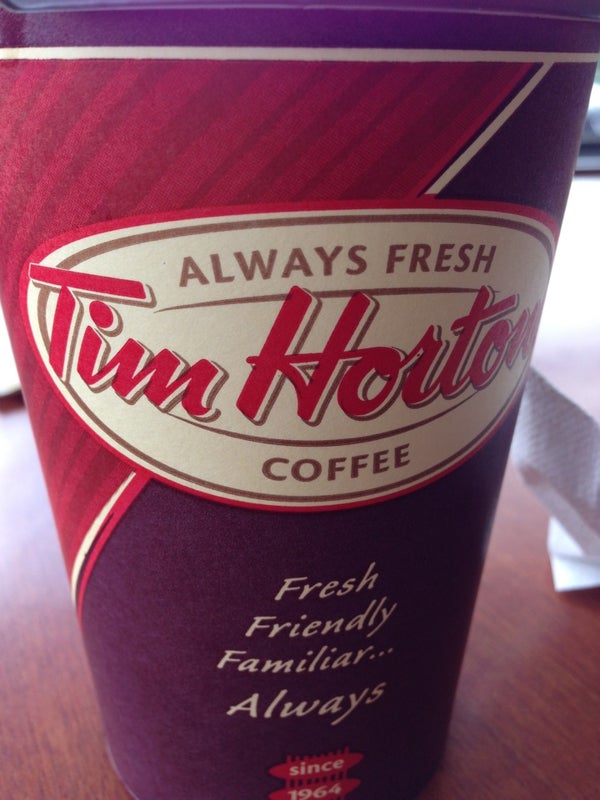 ALWAYS FRESH
Tim Horton
COFFEE
Fresh
Friendly
Familiar...
Always
since
1964